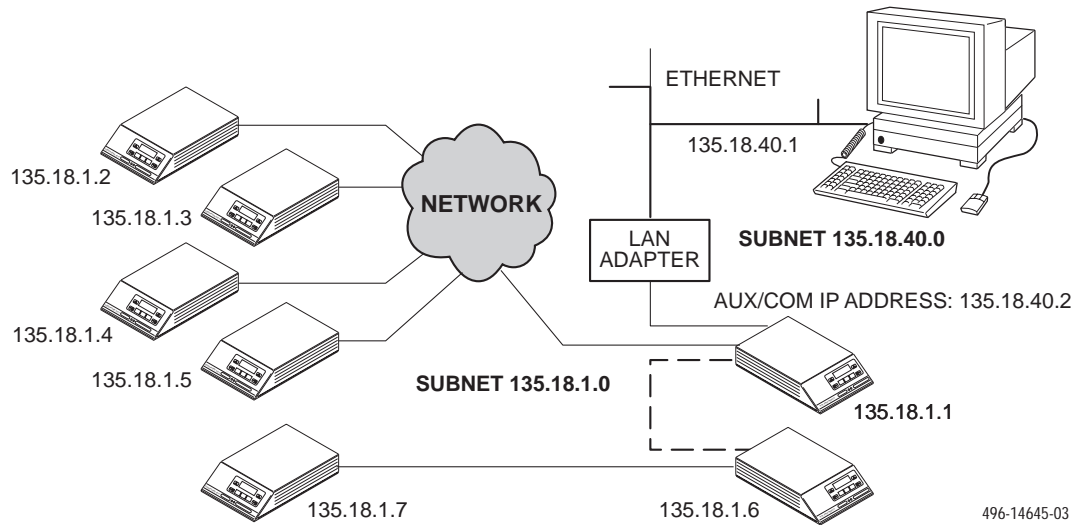 ETHERNET
135.18.40.1
135.18.1.2
135.18.1.3
NETWORK
LAN
ADAPTER
SUBNET 135.18.40.0
AUX/COM IP ADDRESS: 135.18.40.2
135.18.1.4
135.18.1.5
SUBNET 135.18.1.0
135.18.1.1
135.18.1.7
135.18.1.6
496-14645-03